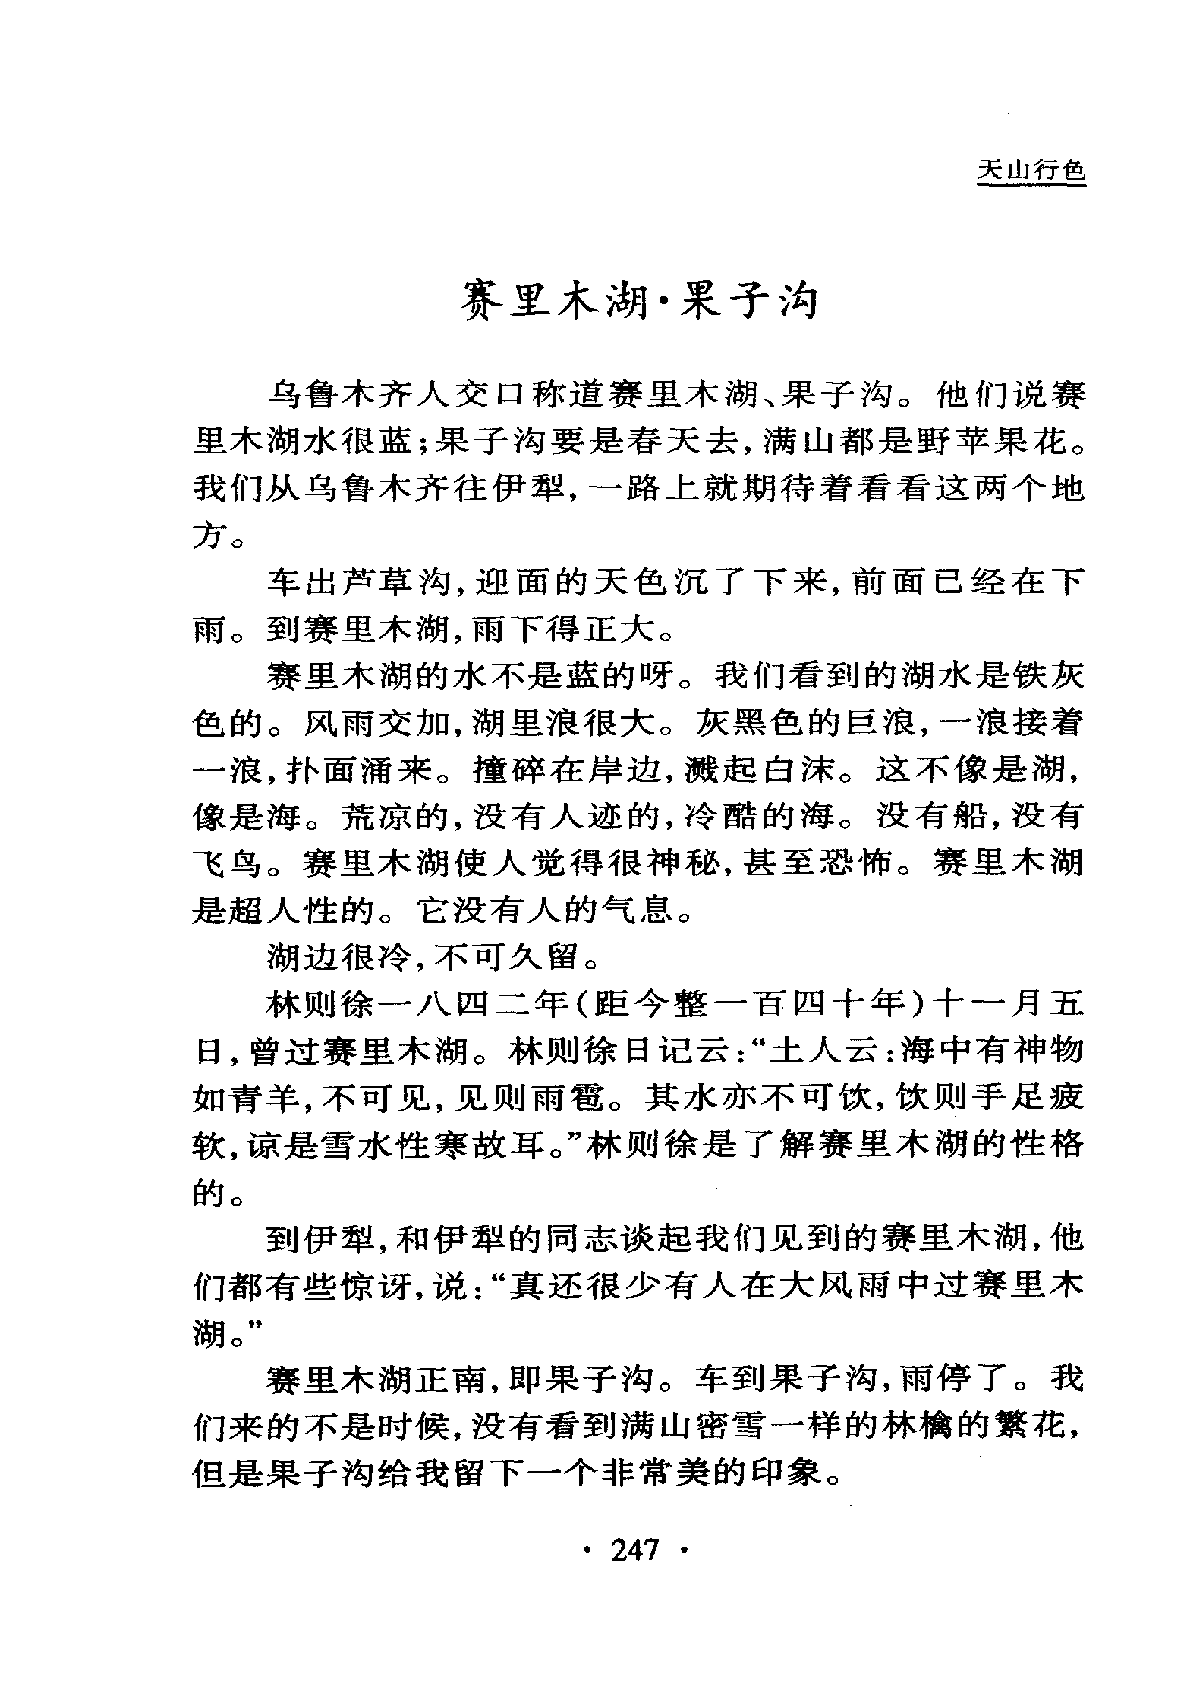 天山行色
赛里木湖·果子沟
乌鲁木齐人交口称道赛里木湖、果子沟。他们说赛
里木湖水很蓝;果子沟要是春天去,满山都是野苹果花。
我们从乌鲁木齐往伊犁,一路上就期待着看看这两个地
方。
车出芦草沟,迎面的天色沉了下来,前面已经在下
雨。到赛里木湖,雨下得正大。
赛里木湖的水不是蓝的呀。我们看到的湖水是铁灰
色的。风雨交加,湖里浪很大。灰黑色的巨浪,一浪接着
一浪,扑面涌来。撞碎在岸边,溅起白沫。这不像是湖,
像是海。荒凉的,没有人迹的,冷酷的海。没有船,没有
飞鸟。赛里木湖使人觉得很神秘,甚至恐怖。赛里木湖
是超人性的。它没有人的气息。
湖边很冷,不可久留。
林则徐一八四二年(距今整一百四十年)十一月五
日,曾过赛里木湖。林则徐日记云:“土人云:海中有神物
如青羊,不可见,见则雨雹。其水亦不可饮,饮则手足疲
软,谅是雪水性寒故耳。”林则徐是了解赛里木湖的性格
的。
到伊犁,和伊犁的同志谈起我们见到的赛里木湖,他
们都有些惊讶,说:“真还很少有人在大风雨中过赛里木
湖。”
赛里木湖正南,即果子沟。车到果子沟,雨停了。我
们来的不是时候,没有看到满山密雪一样的林檎的繁花,
但是果子沟给我留下一个非常美的印象。
· 247 ·